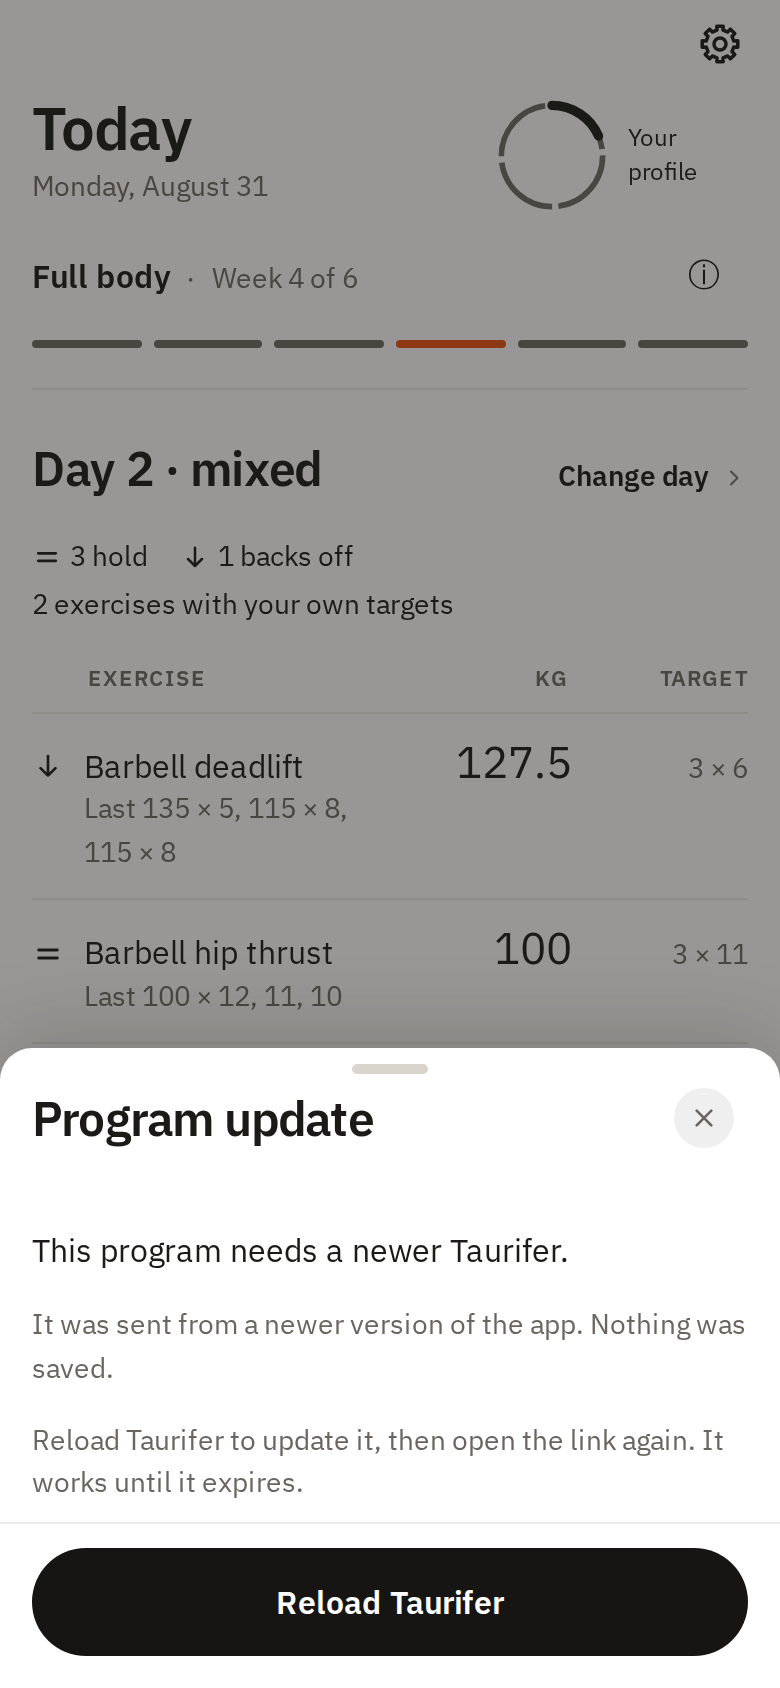 Today
Monday, August 31
Your
profile
Full body · Week 4 of 6
Day 2 · mixed
Change day
3 hold 1 backs off
2 exercises with your own targets
EXERCISE KG TARGET
Barbell deadlift 127.5 3 × 6
Last 135 × 5, 115 × 8,
115 × 8
Barbell hip thrust 100 3 × 11
Last 100 × 12, 11, 10
Program update
This program needs a newer Taurifer.
It was sent from a newer version of the app. Nothing was
saved.
Reload Taurifer to update it, then open the link again. It
works until it expires.
Reload Taurifer